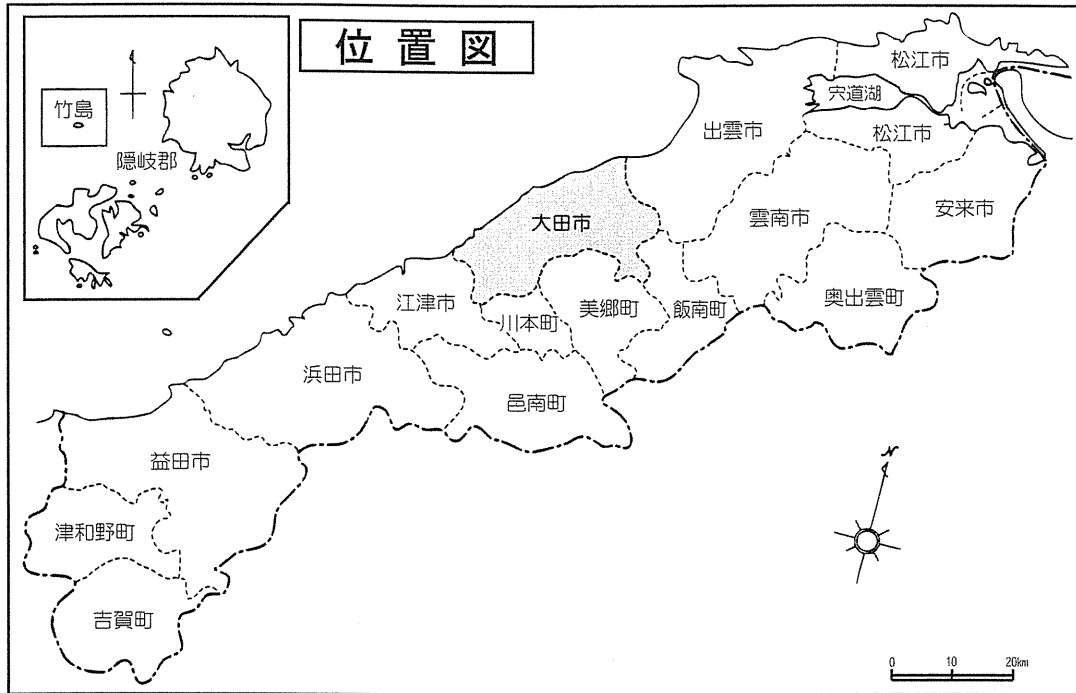 位置図
竹島
隠岐郡
松江市
宍道湖
出雲市
松江市
大田市
雲南市
安来市
江津市
川本町
美郷町
飯南町
奥出雲町
浜田市
邑南町
益田市
津和野町
吉賀町
N
0 10 20km